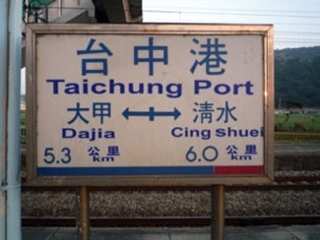 台中港
Taichung Port
大甲 ⟷ 清水
Dajia Cing shuei
5.3 公里 km 6.0 公里 km